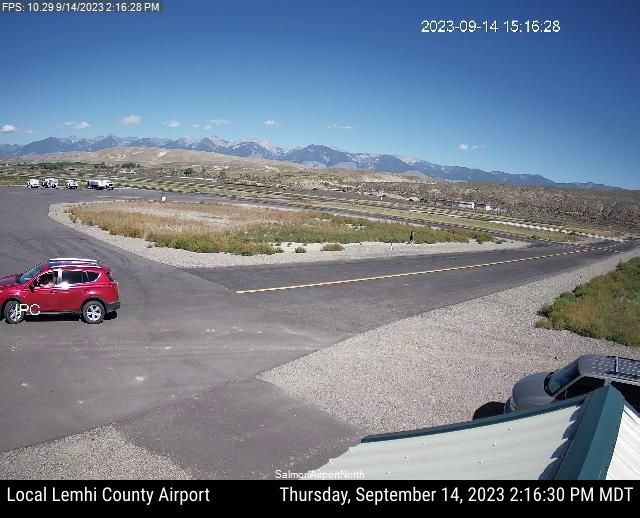 FPS: 10.29 9/14/2023 2:16:28 PM
2023-09-14 15:16:28
IPC
SalmonAirportNorth
Local Lemhi County Airport
Thursday, September 14, 2023 2:16:30 PM MDT